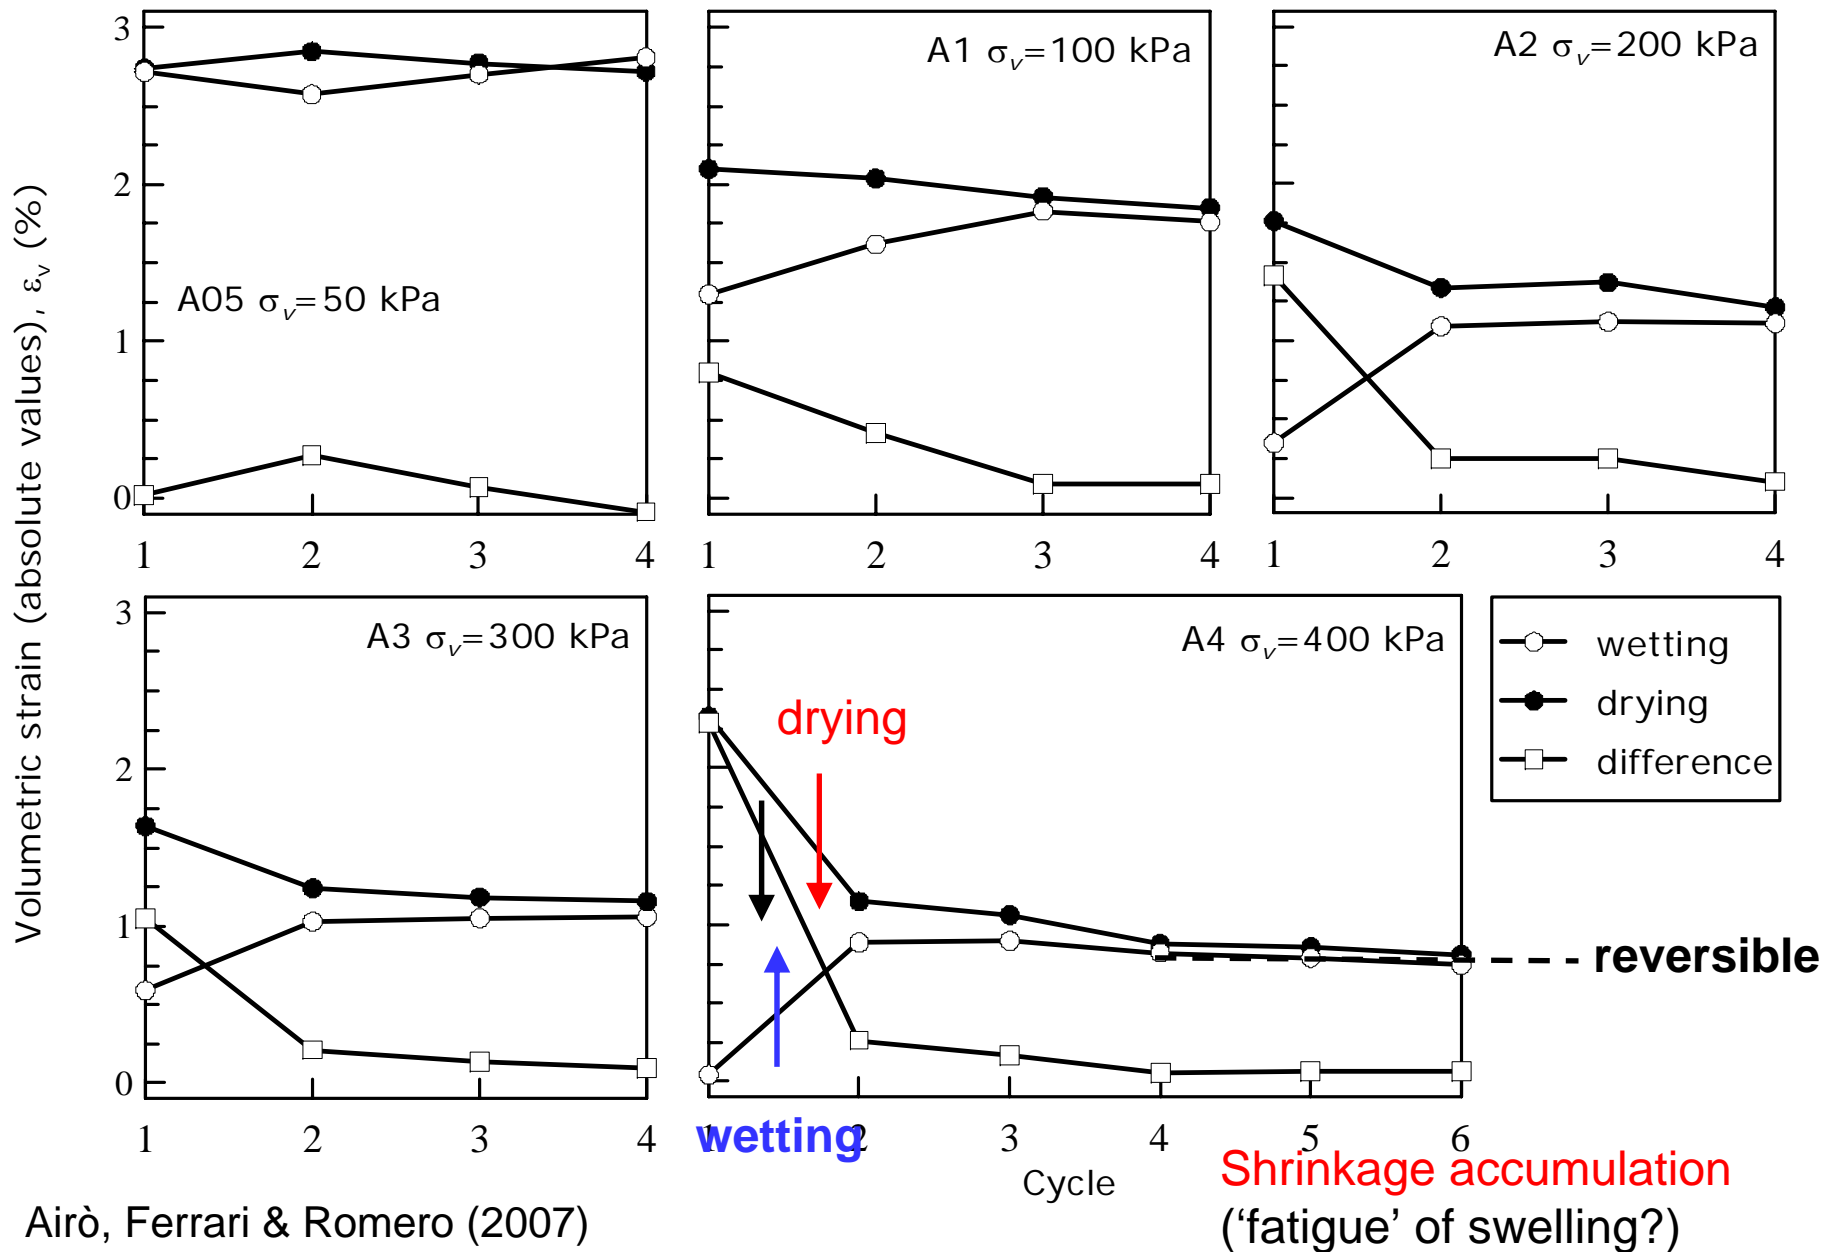 Volumetric strain (absolute values), εv (%)
3
2
1
0
A05 σv=50 kPa
1 2 3 4
A1 σv=100 kPa
1 2 3 4
A2 σv=200 kPa
1 2 3 4
3
2
1
0
A3 σv=300 kPa
1 2 3 4
A4 σv=400 kPa
drying
wetting
1 2 3 4 5 6
Cycle
wetting
drying
difference
reversible
Shrinkage accumulation
(‘fatigue’ of swelling?)
Airò, Ferrari & Romero (2007)